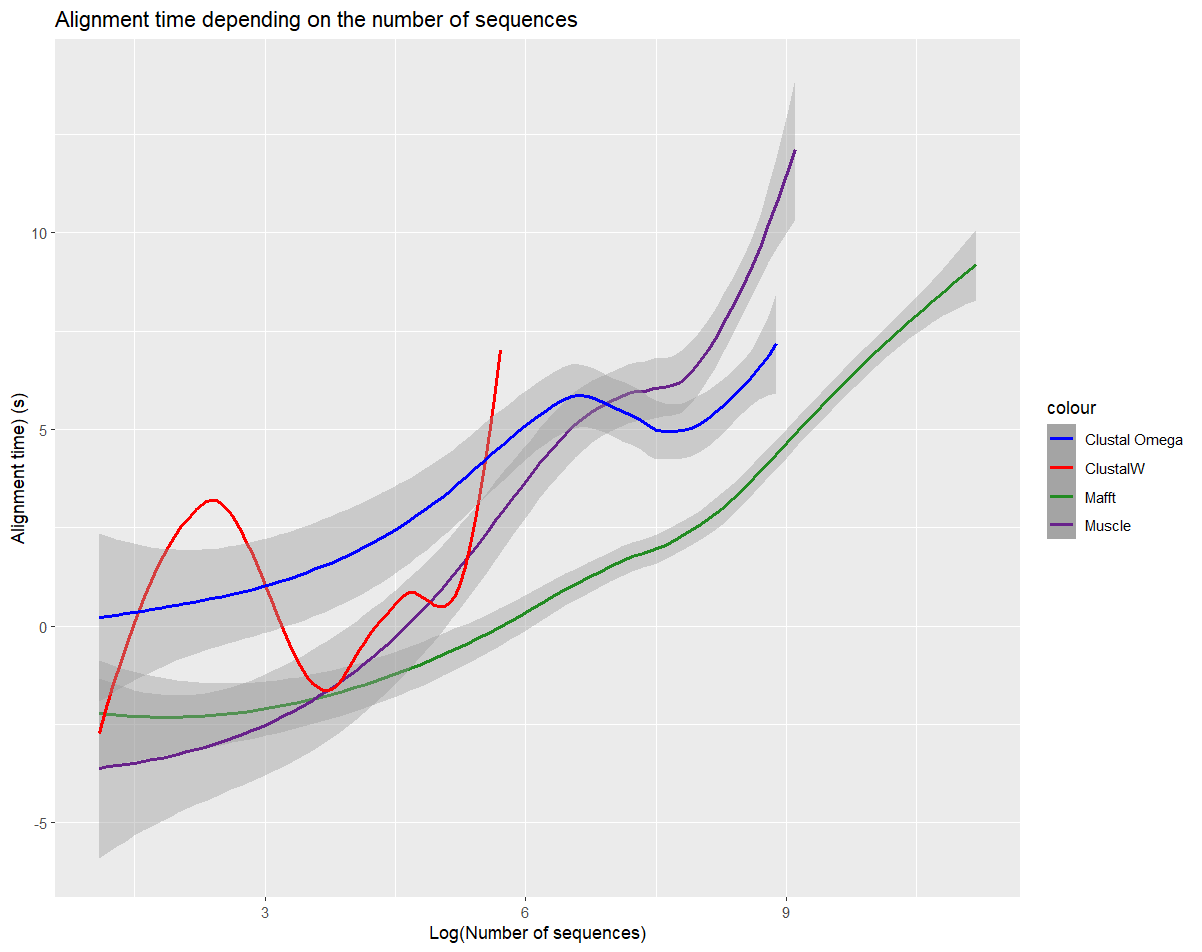 Alignment time depending on the number of sequences
Alignment time) (s)
10
5
0
-5
3
6
9
Log(Number of sequences)
colour
Clustal Omega
ClustalW
Mafft
Muscle